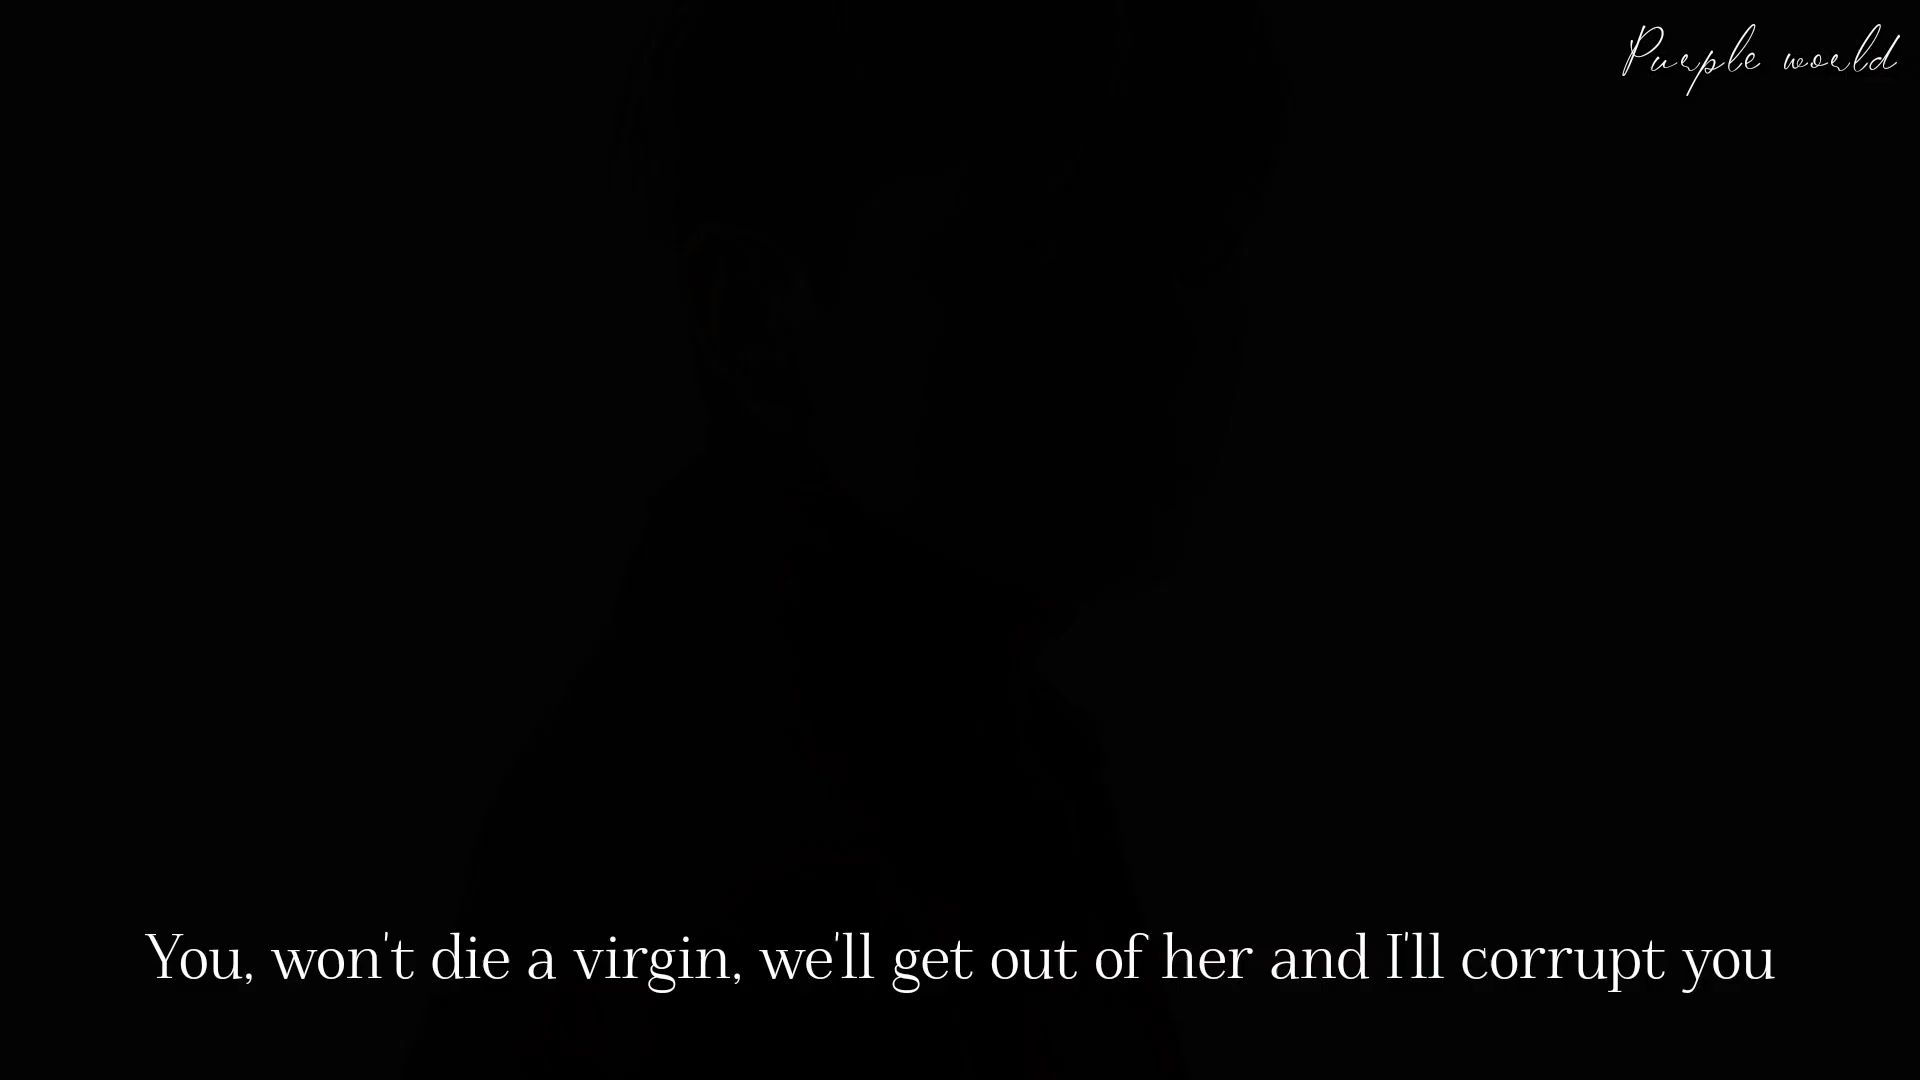 Purple world
You, won't die a virgin, we'll get out of her and I'll corrupt you